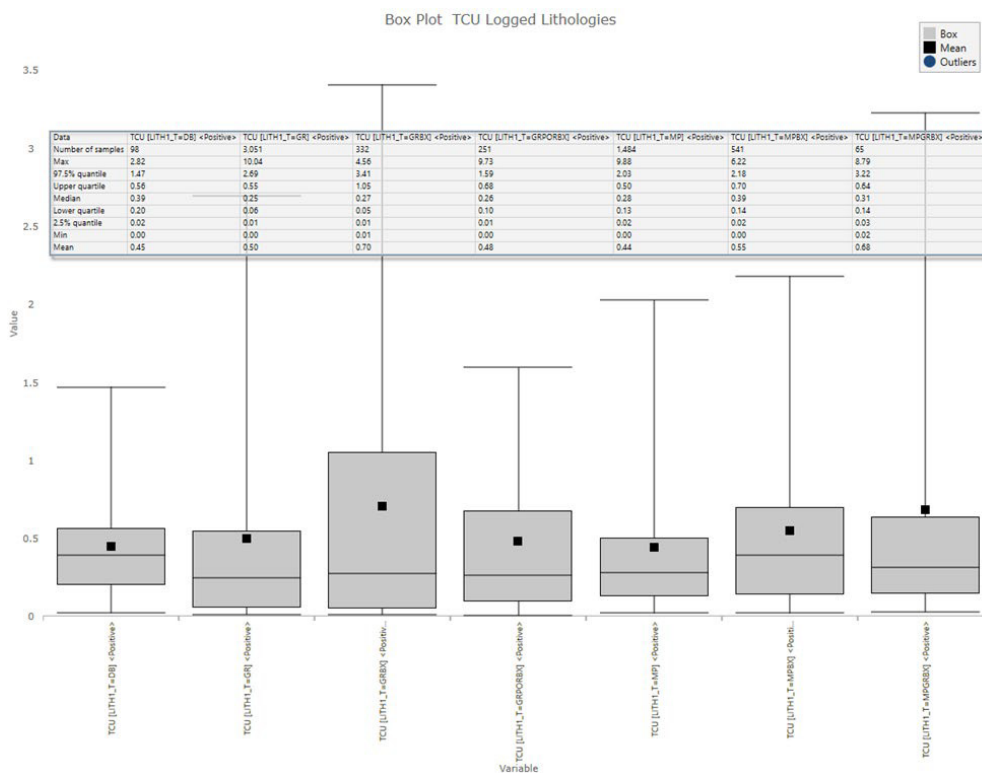 Box Plot  TCU Logged Lithologies
Box
Mean
Outliers
3.5
3
2.5
2
1.5
1
0.5
0
Value
Data TCU [LITH1_T=DB] <Positive> TCU [LITH1_T=GR] <Positive> TCU [LITH1_T=GRBX] <Positive> TCU [LITH1_T=GRPORBX] <Positive> TCU [LITH1_T=MP] <Positive> TCU [LITH1_T=MPBX] <Positive> TCU [LITH1_T=MPGRBX] <Positive>
Number of samples 98 3,051 332 251 1,484 541 65
Max 2.82 10.04 4.56 9.73 9.88 6.22 8.79
97.5% quantile 1.47 2.69 3.41 1.59 2.03 2.18 3.22
Upper quartile 0.56 0.55 1.05 0.68 0.50 0.70 0.64
Median 0.39 0.25 0.27 0.26 0.28 0.39 0.31
Lower quartile 0.20 0.06 0.05 0.10 0.13 0.14 0.14
2.5% quantile 0.02 0.01 0.01 0.01 0.02 0.02 0.03
Min 0.00 0.00 0.01 0.00 0.00 0.00 0.02
Mean 0.45 0.50 0.70 0.48 0.44 0.55 0.68
TCU [LITH1_T=DB] <Positive>
TCU [LITH1_T=GR] <Positive>
TCU [LITH1_T=GRBX] <Positiv...
TCU [LITH1_T=GRPORBX] <Positive>
TCU [LITH1_T=MP] <Positive>
TCU [LITH1_T=MPBX] <Positi...
TCU [LITH1_T=MPGRBX] <Positive>
Variable